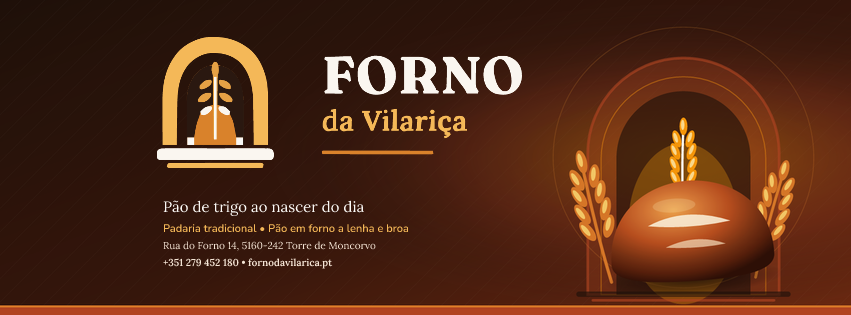 FORNO
da Vilariça
Pão de trigo ao nascer do dia
Padaria tradicional • Pão em forno a lenha e broa
Rua do Forno 14, 5160-242 Torre de Moncorvo
+351 279 452 180 • fornodavilarica.pt